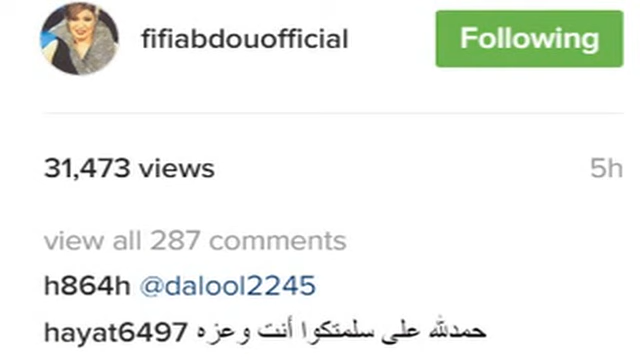 fifiabdouofficial
Following
31,473 views
5h
view all 287 comments
h864h @dalool2245
hayat6497 حمدلله على سلمتكوا أنت وعزه